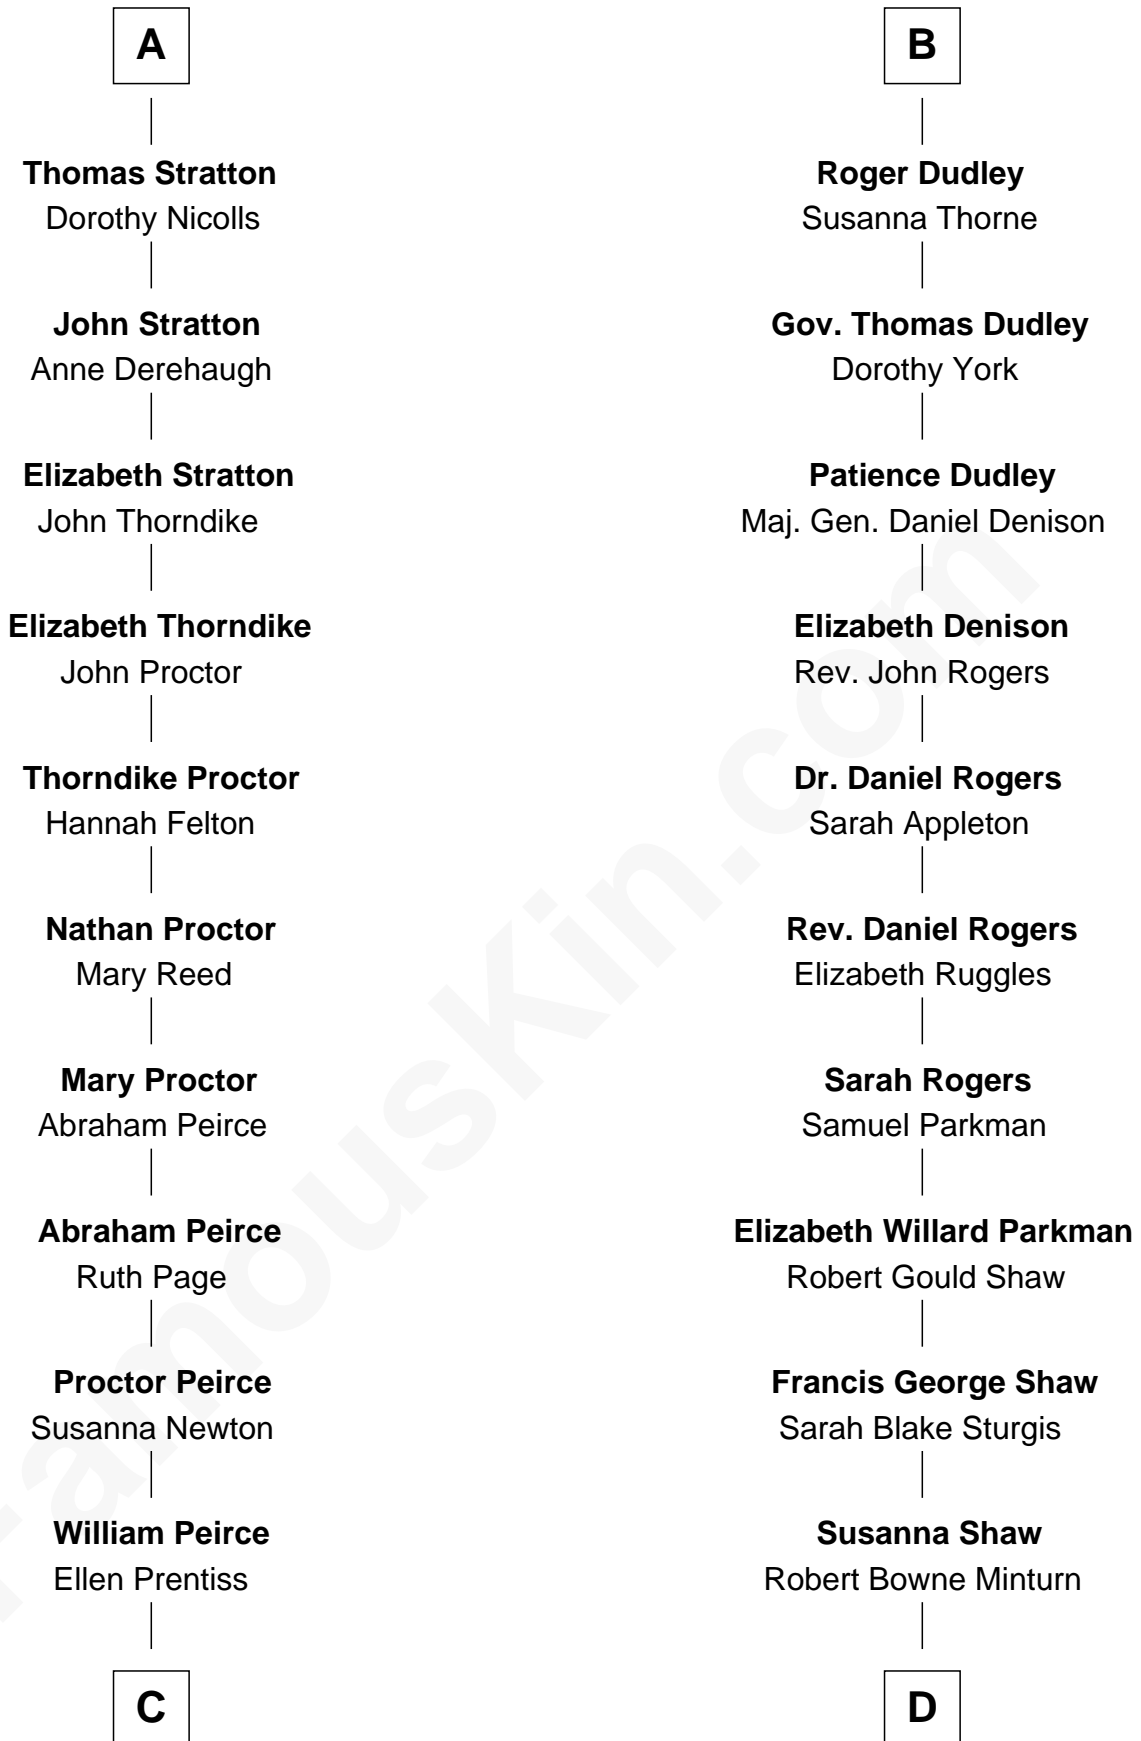 A
Thomas Stratton
Dorothy Nicolls
John Stratton
Anne Derehaugh
Elizabeth Stratton
John Thorndike
Elizabeth Thorndike
John Proctor
Thorndike Proctor
Hannah Felton
Nathan Proctor
Mary Reed
Mary Proctor
Abraham Peirce
Abraham Peirce
Ruth Page
Proctor Peirce
Susanna Newton
William Peirce
Ellen Prentiss
C
B
Roger Dudley
Susanna Thorne
Gov. Thomas Dudley
Dorothy York
Patience Dudley
Maj. Gen. Daniel Denison
Elizabeth Denison
Rev. John Rogers
Dr. Daniel Rogers
Sarah Appleton
Rev. Daniel Rogers
Elizabeth Ruggles
Sarah Rogers
Samuel Parkman
Elizabeth Willard Parkman
Robert Gould Shaw
Francis George Shaw
Sarah Blake Sturgis
Susanna Shaw
Robert Bowne Minturn
D
FamousKin.com